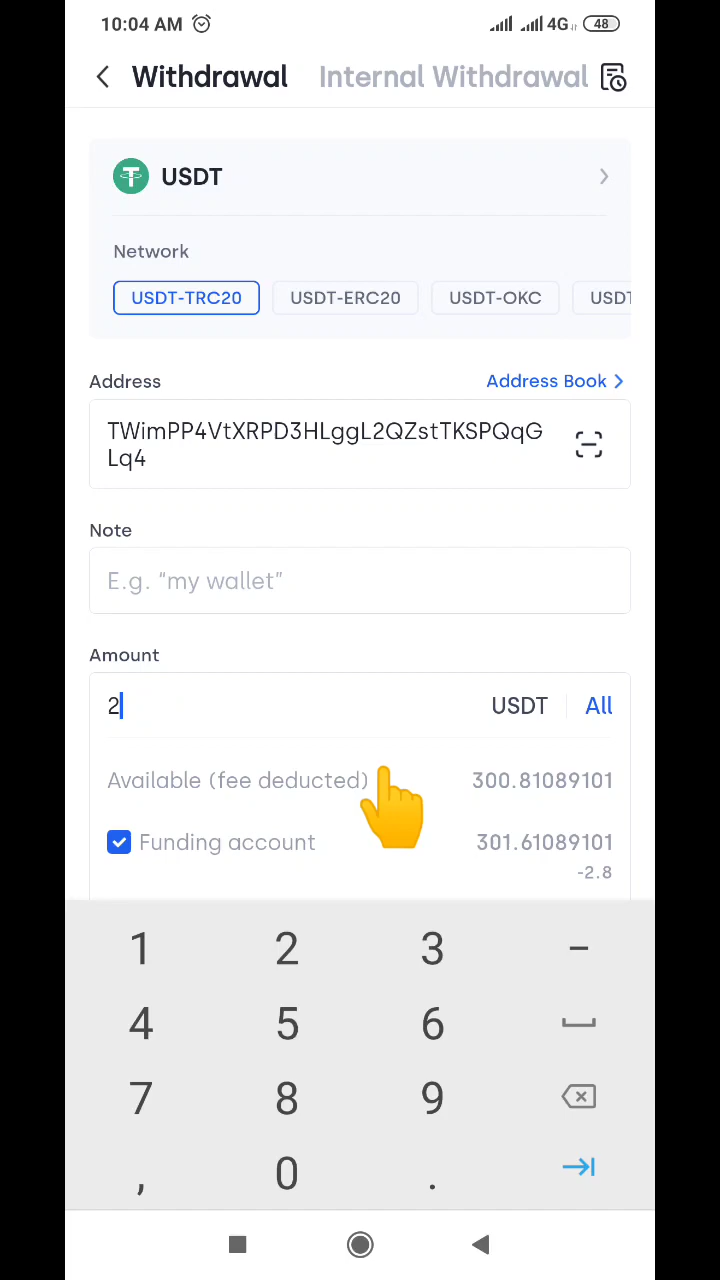 10:04 AM 4G 48
Withdrawal Internal Withdrawal
USDT
Network
USDT-TRC20 USDT-ERC20 USDT-OKC USDT
Address Address Book
TWimPP4VtXRPD3HLggL2QZstTKSPQqG
Lq4
Note
E.g. “my wallet”
Amount
2 USDT All
Available (fee deducted) 300.81089101
Funding account 301.61089101
-2.8
1 2 3 –
4 5 6
7 8 9
, 0 .